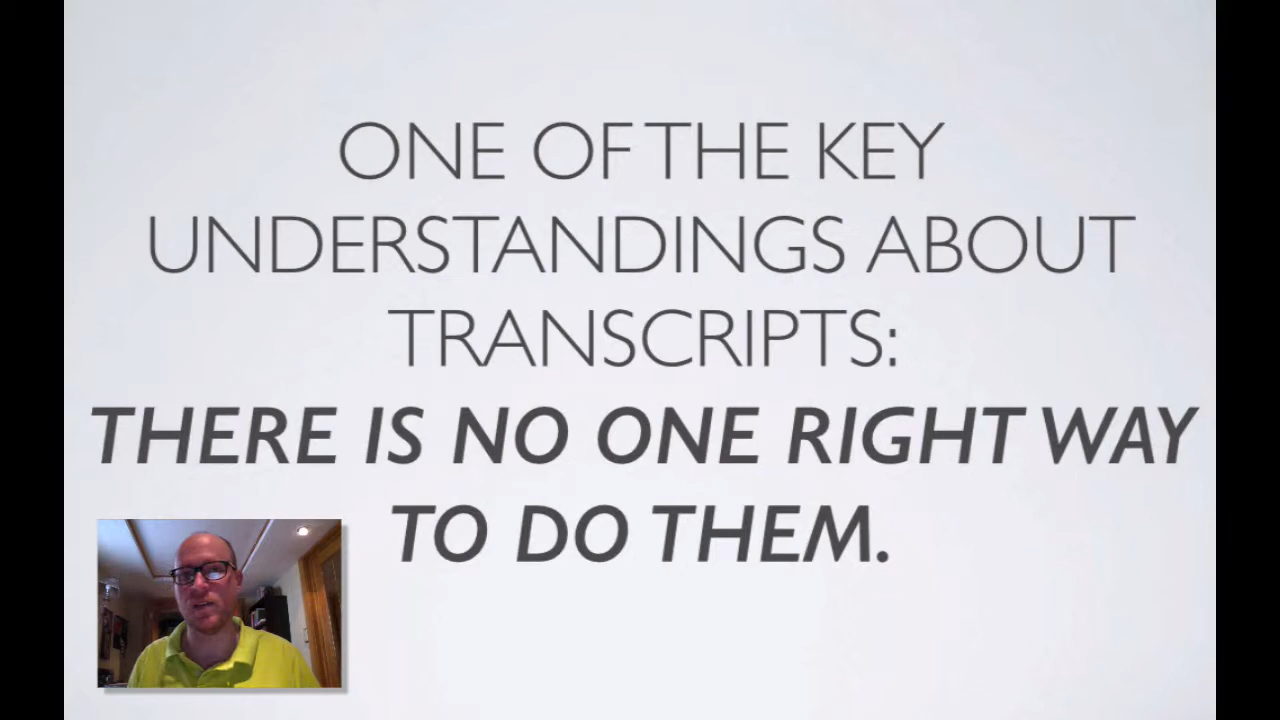 ONE OF THE KEY
UNDERSTANDINGS ABOUT
TRANSCRIPTS:
THERE IS NO ONE RIGHT WAY
TO DO THEM.